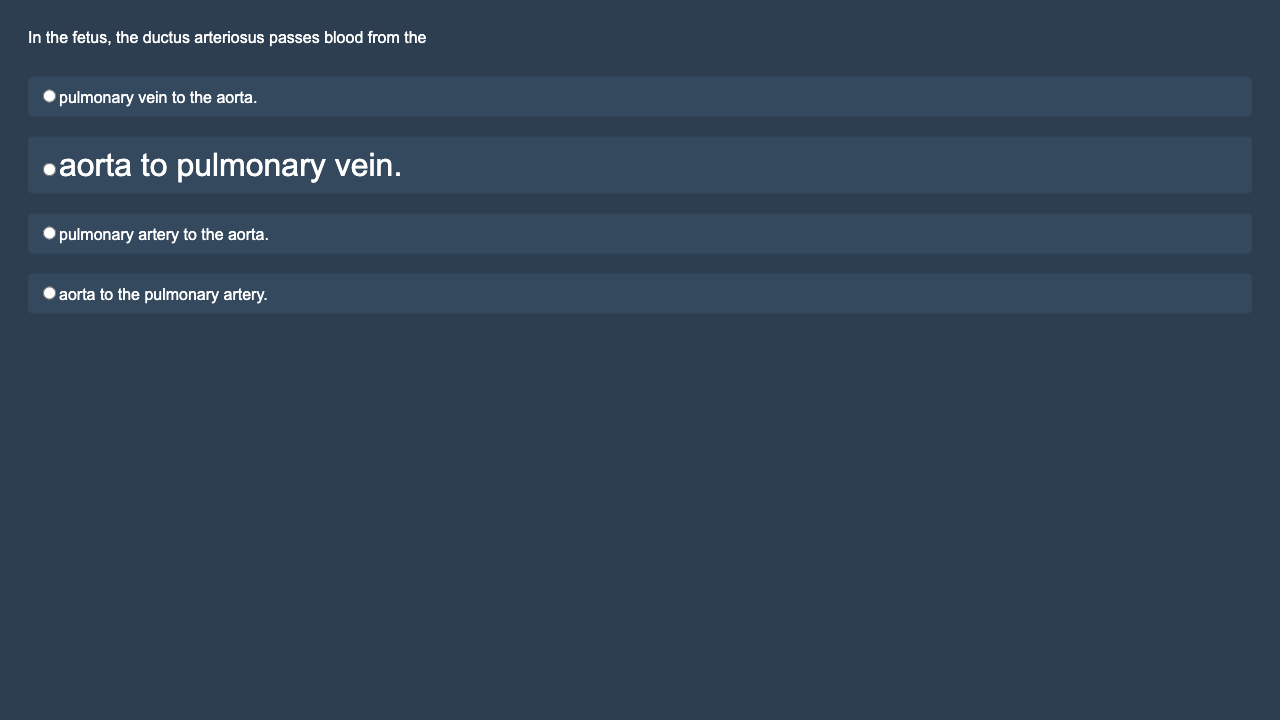 In the fetus, the ductus arteriosus passes blood from the
pulmonary vein to the aorta.
aorta to pulmonary vein.
pulmonary artery to the aorta.
aorta to the pulmonary artery.